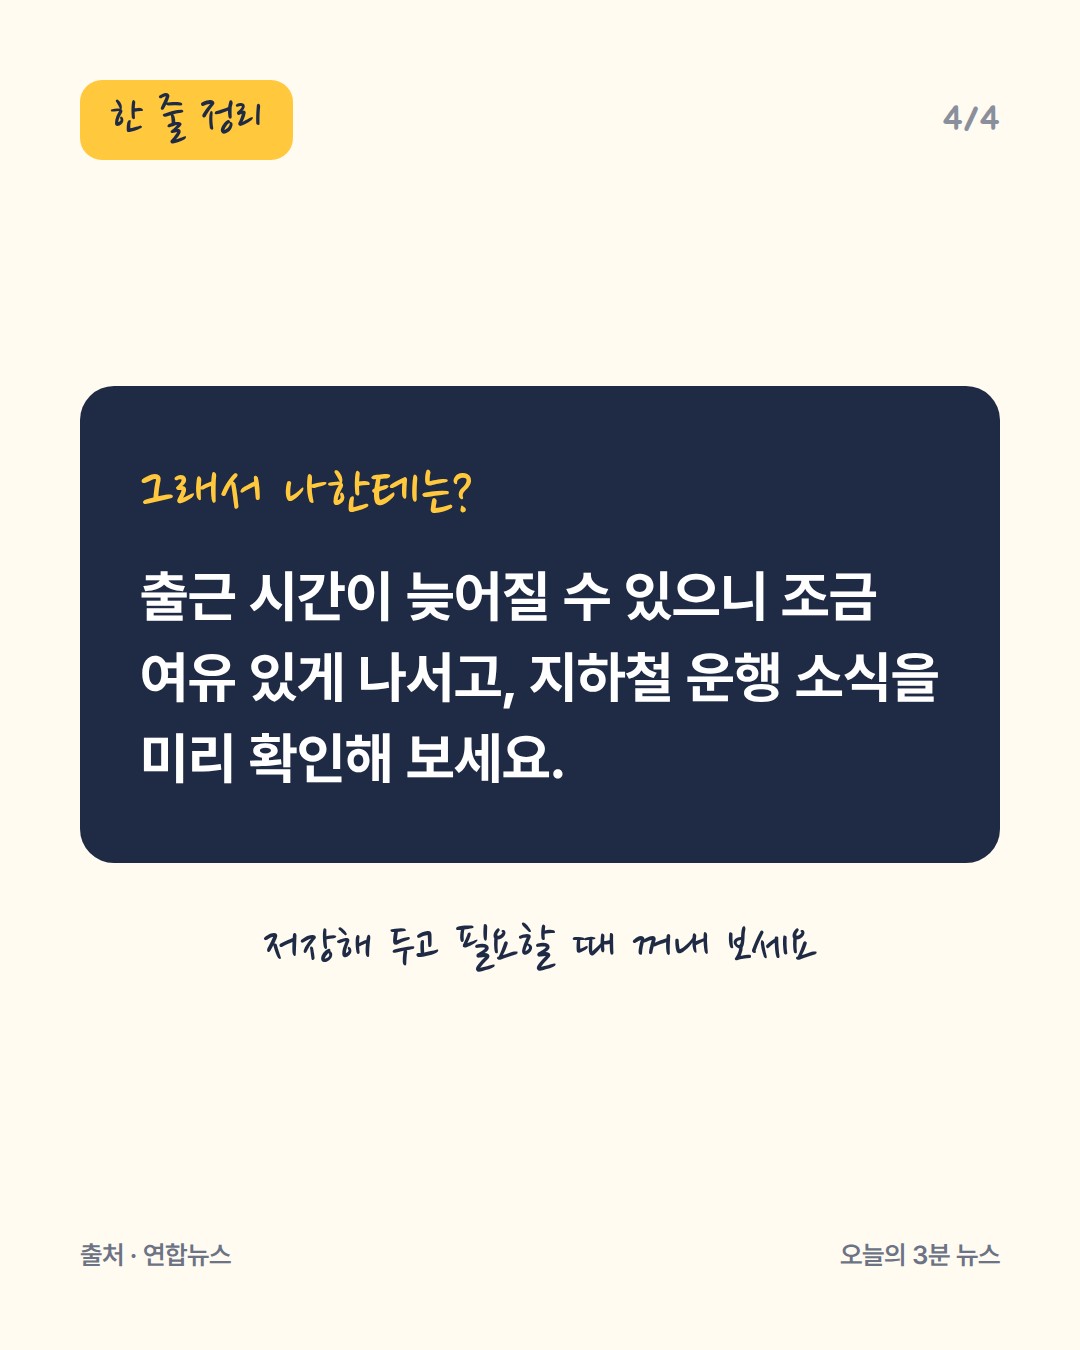 한 줄 정리
4/4
그래서 나한테는?
출근 시간이 늦어질 수 있으니 조금
여유 있게 나서고, 지하철 운행 소식을
미리 확인해 보세요.
저장해 두고 필요할 때 꺼내 보세요
출처 · 연합뉴스
오늘의 3분 뉴스